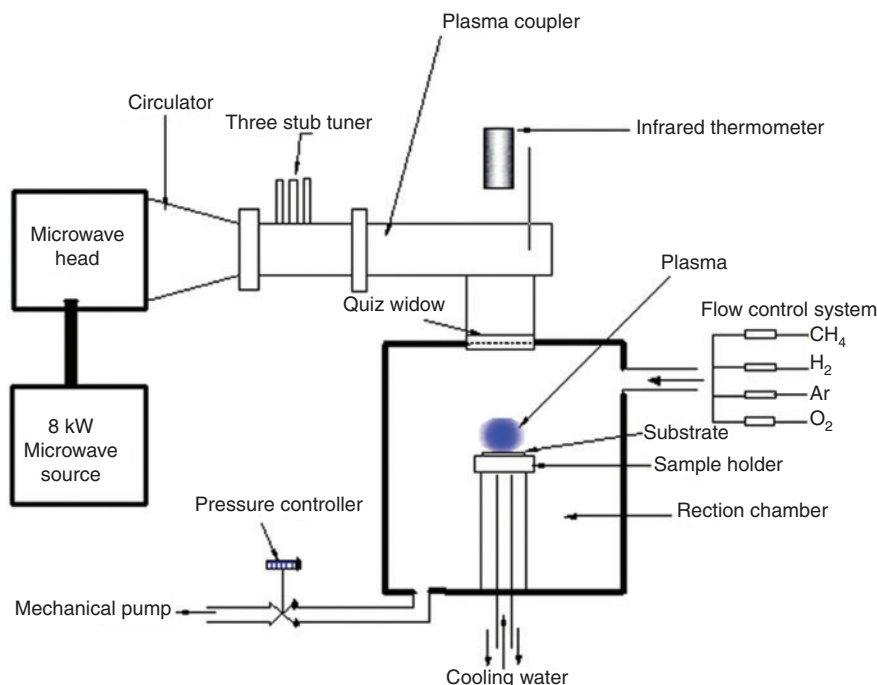 Plasma coupler
Circulator
Three stub tuner
Infrared thermometer
Microwave
head
Quiz widow
Plasma
Flow control system
CH₄
H₂
Ar
O₂
8 kW
Microwave
source
Substrate
Sample holder
Pressure controller
Rection chamber
Mechanical pump
Cooling water